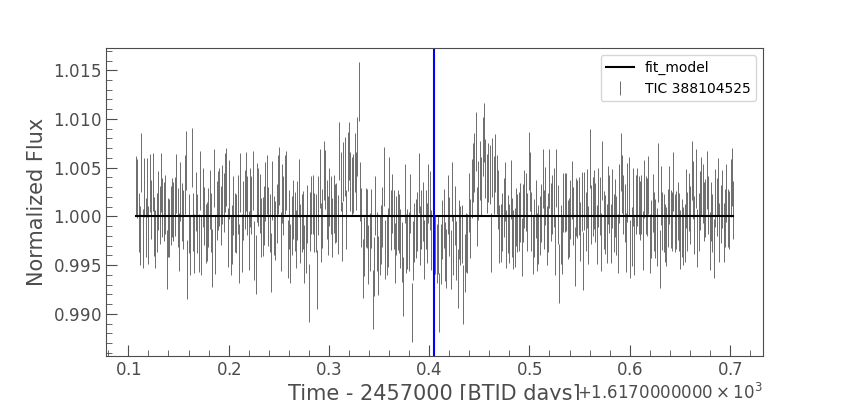 fit_model
TIC 388104525
Normalized Flux
1.015
1.010
1.005
1.000
0.995
0.990
0.1 0.2 0.3 0.4 0.5 0.6 0.7
Time - 2457000 [BTJD days]
+1.6170000000 × 10³